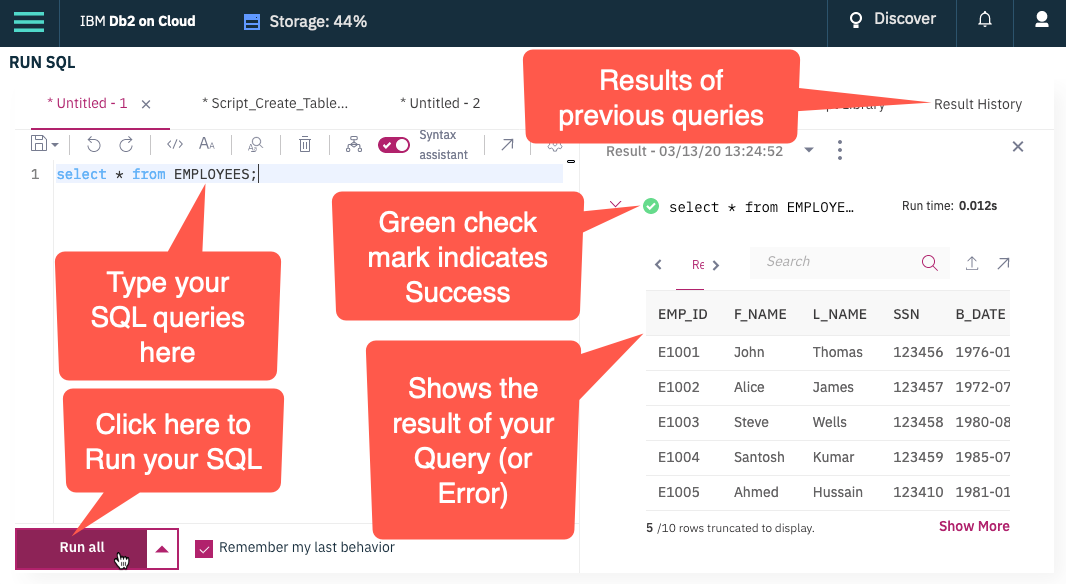 IBM Db2 on Cloud
Storage: 44%
Discover
RUN SQL
* Untitled - 1
* Script_Create_Table...
* Untitled - 2
Library
Result History
Results of
previous queries
Syntax
assistant
Result - 03/13/20 13:24:52
1 select * from EMPLOYEES;
select * from EMPLOYE…
Run time: 0.012s
Green check
mark indicates
Success
Type your
SQL queries
here
Search
EMP_ID F_NAME L_NAME SSN B_DATE
E1001 John Thomas 123456 1976-01
E1002 Alice James 123457 1972-07
E1003 Steve Wells 123458 1980-08
E1004 Santosh Kumar 123459 1985-07
E1005 Ahmed Hussain 123410 1981-01
Shows the
result of your
Query (or
Error)
Click here to
Run your SQL
5 /10 rows truncated to display.
Show More
Run all
Remember my last behavior